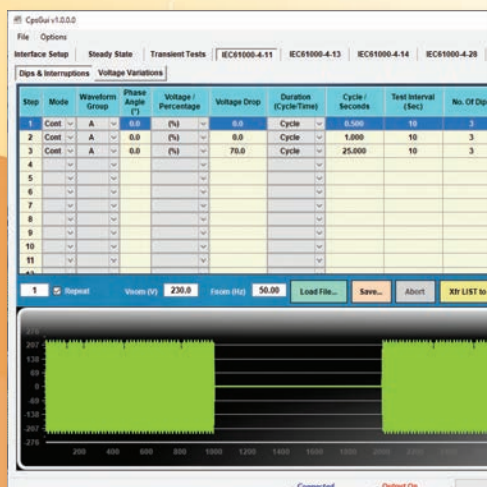 CpsGui v1.0.0.0
File Options
Interface Setup Steady State Transient Tests IEC61000-4-11 IEC61000-4-13 IEC61000-4-14 IEC61000-4-28
Dips & Interruptions Voltage Variations
Step Mode Waveform Group Phase Angle (°) Voltage / Percentage Voltage Drop Duration (Cycle/Time) Cycle / Seconds Test Interval (Sec) No. Of Dip
1 Cont A 0.0 (%) 0.0 Cycle 0.500 10 3
2 Cont A 0.0 (%) 0.0 Cycle 1.000 10 3
3 Cont A 0.0 (%) 70.0 Cycle 25.000 10 3
4
5
6
7
8
9
10
11
1 Repeat Vnom (V) 230.0 Fnom (Hz) 50.00 Load File... Save... Abort Xfr LIST to
276
207
138
69
0
-69
-138
-207
-276
200 400 600 800 1000 1200 1400 1600 1800 2000 2200 2400
Connected Output On